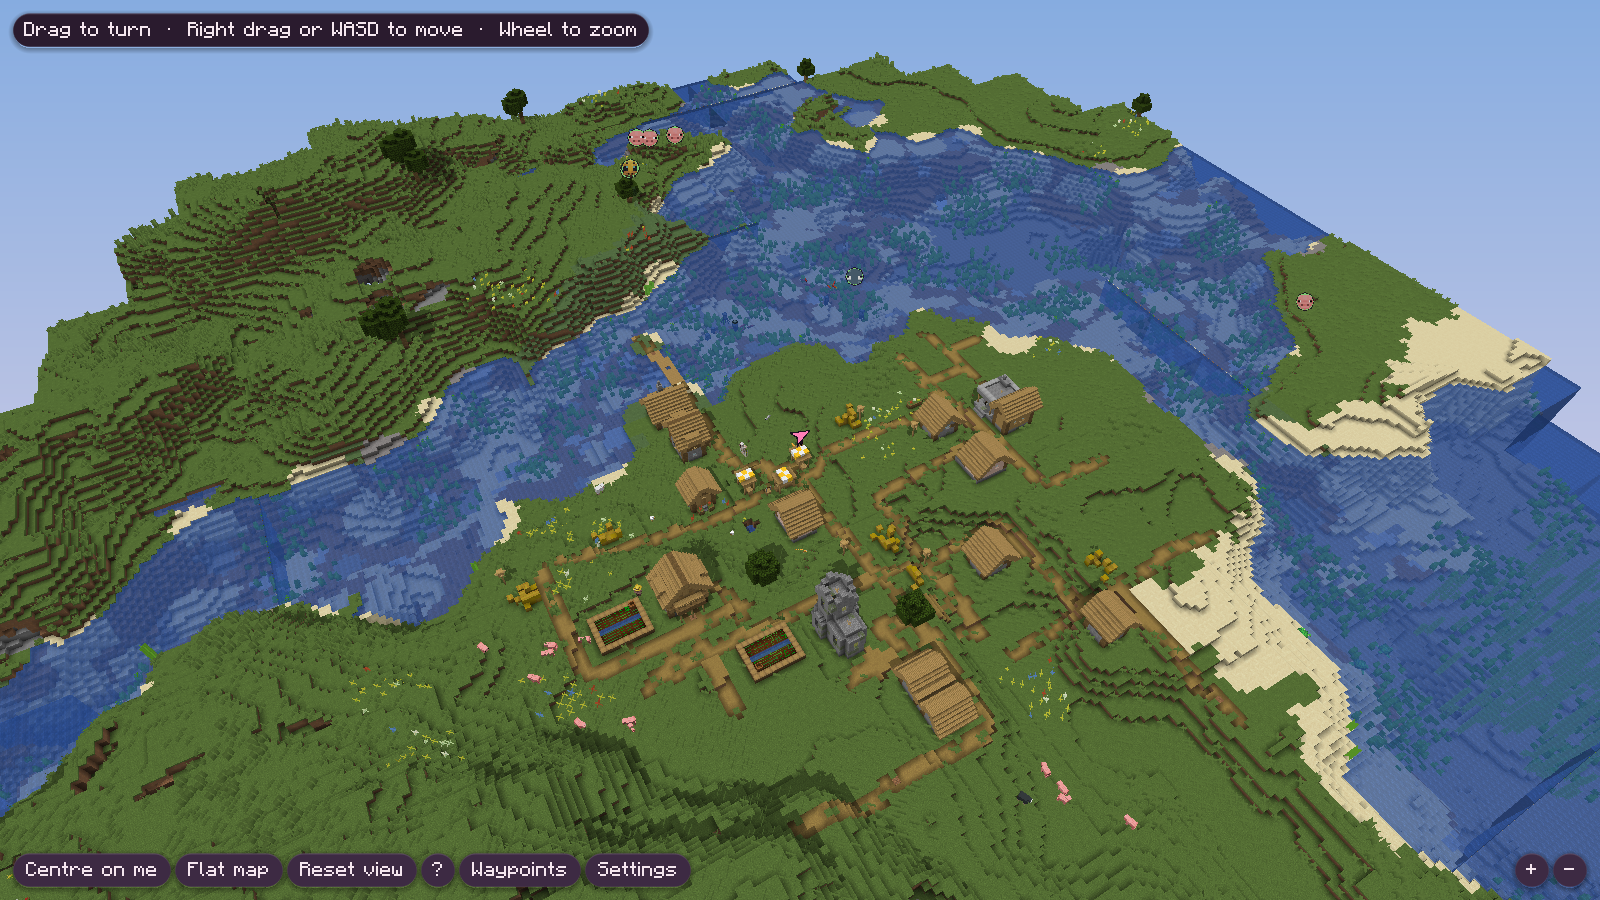 Drag to turn · Right drag or WASD to move · Wheel to zoom
Centre on me
Flat map
Reset view
?
Waypoints
Settings
+
-